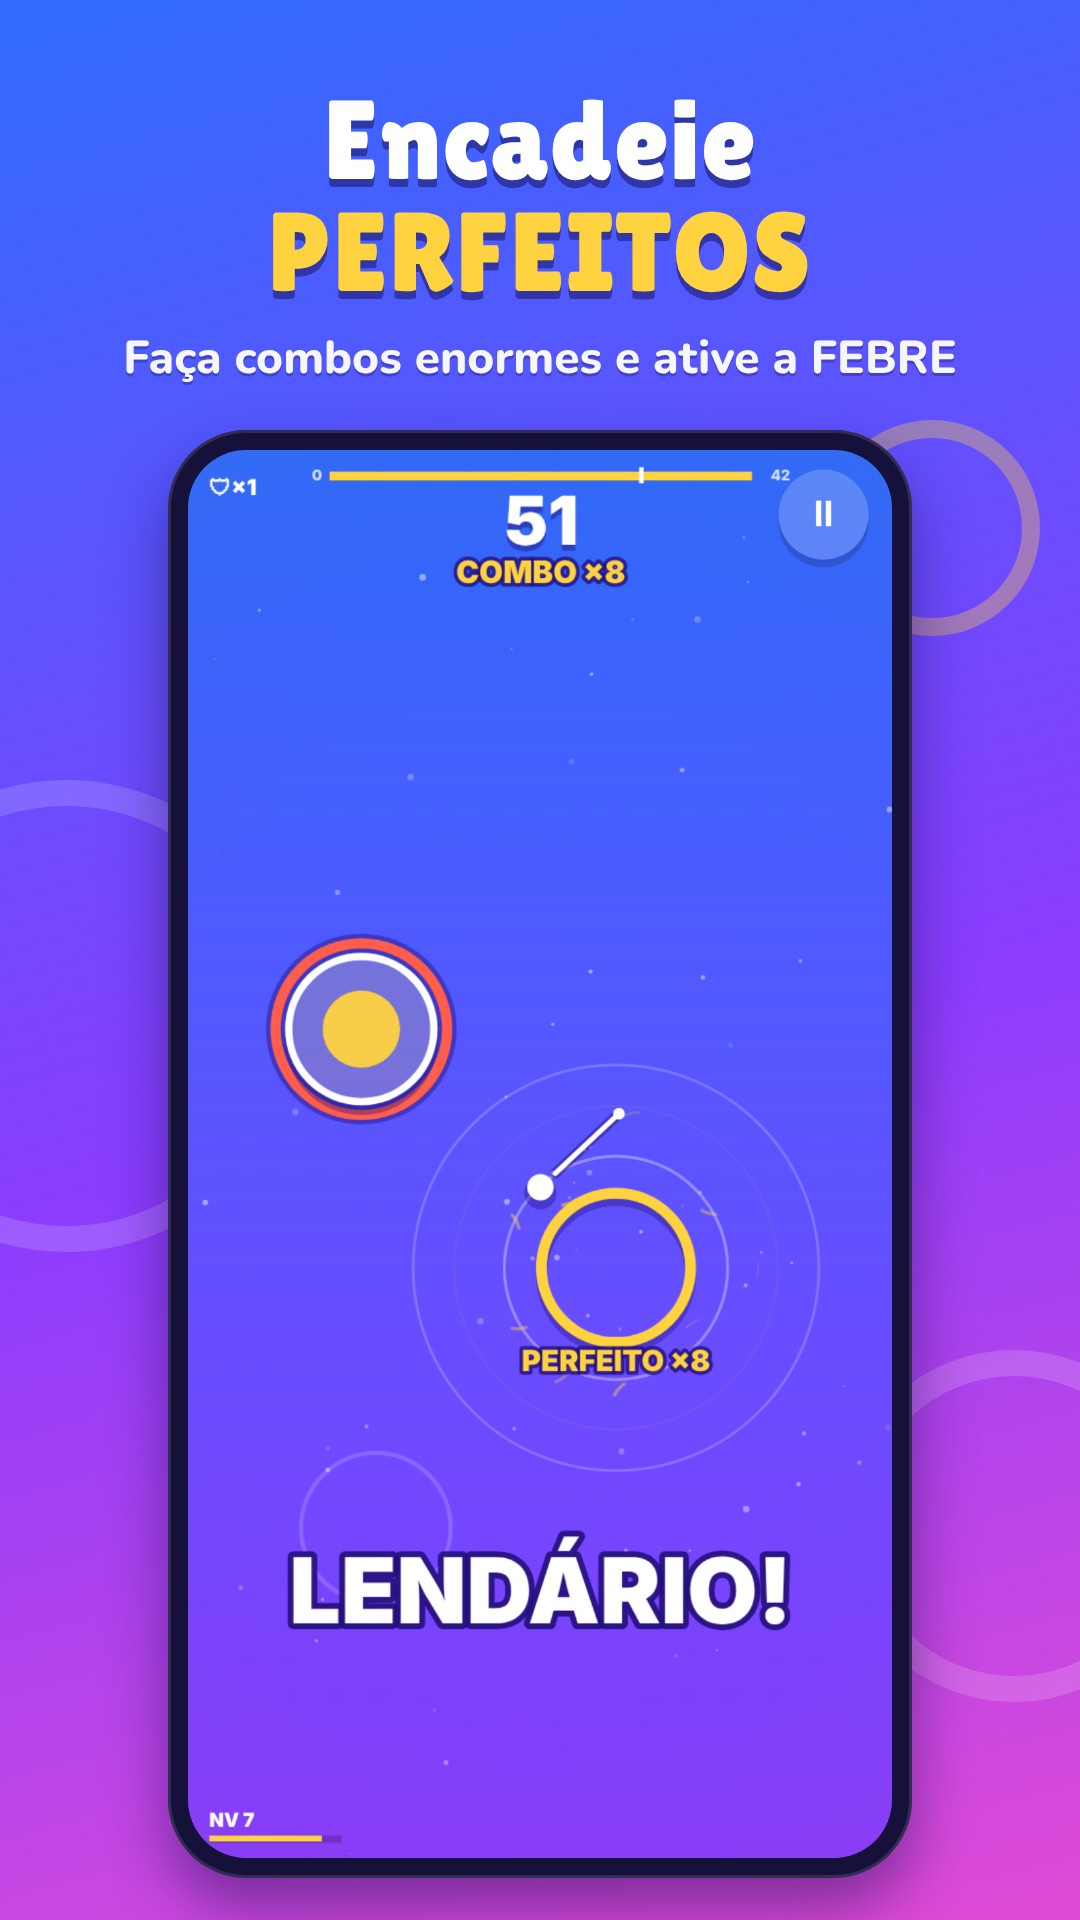 Encadeie
PERFEITOS
Faça combos enormes e ative a FEBRE
×1
0
42
51
COMBO ×8
PERFEITO ×8
LENDÁRIO!
NV 7